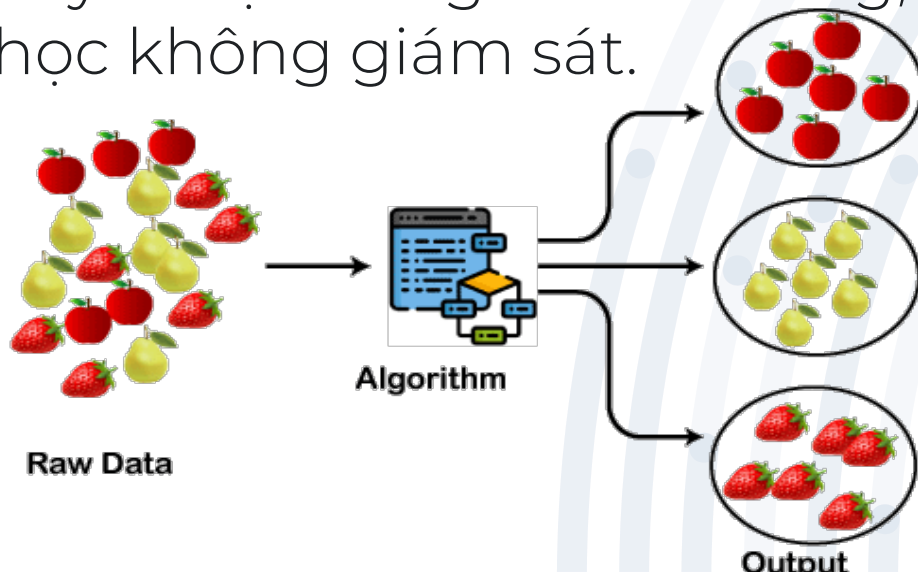 học không giám sát.
Algorithm
Raw Data
Output